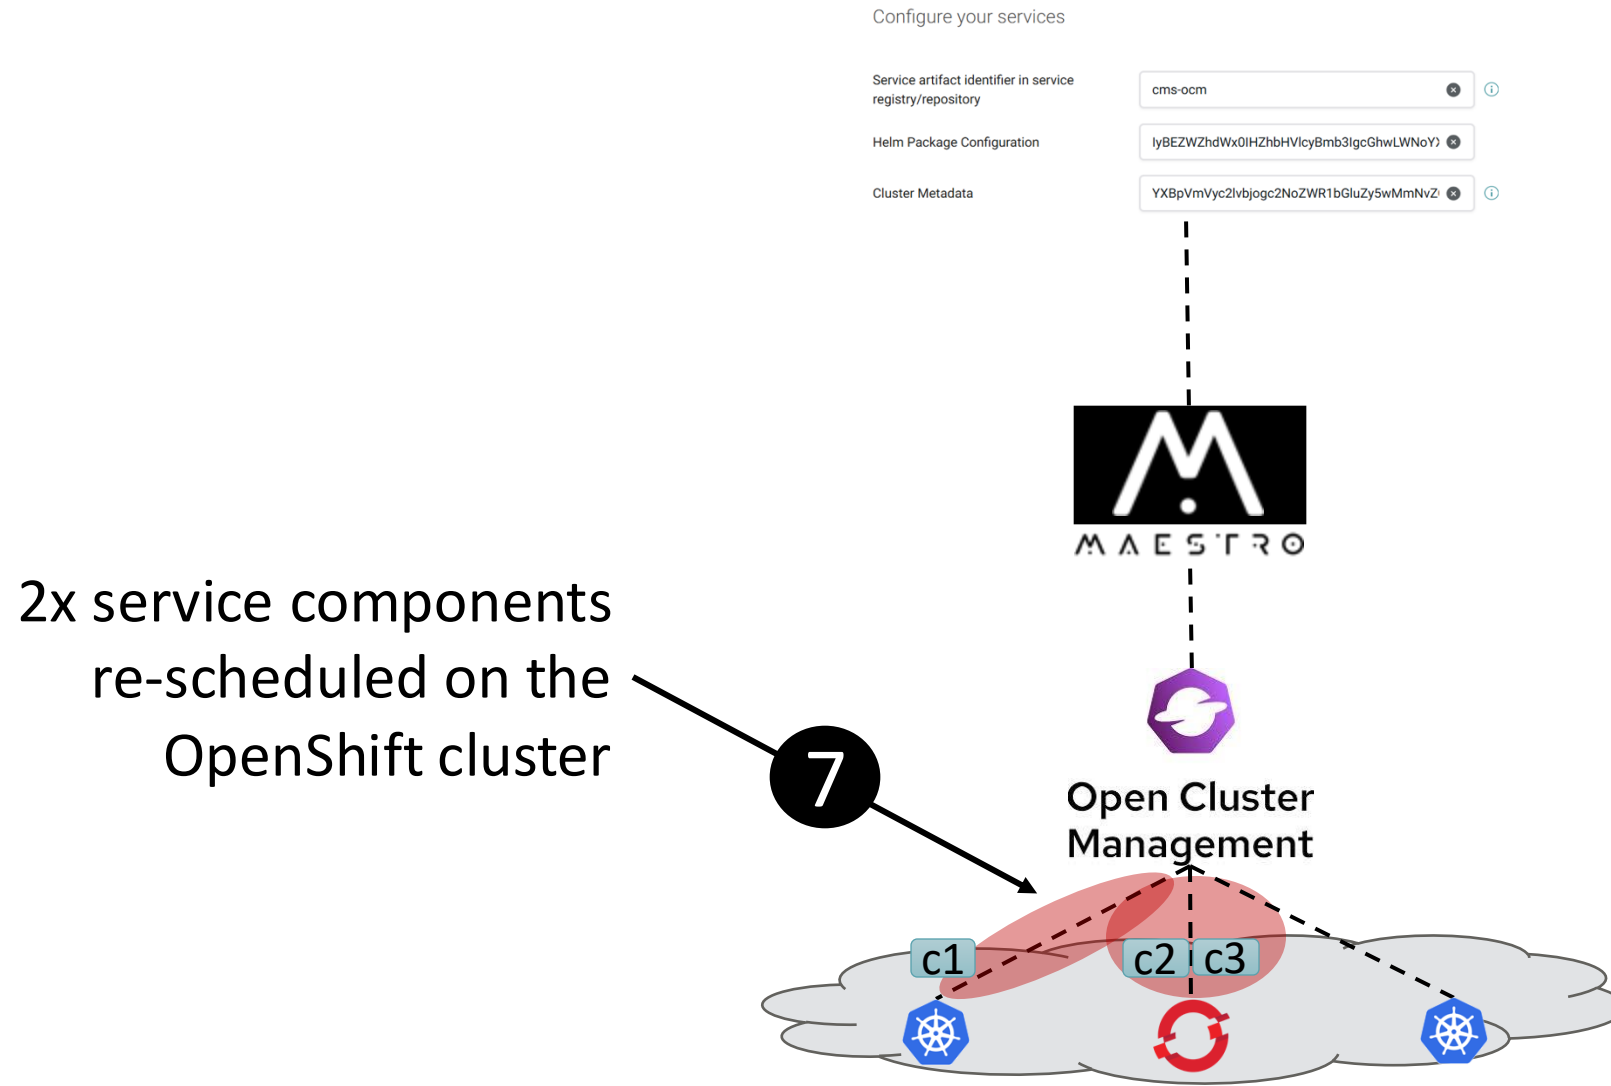 Configure your services
Service artifact identifier in service
registry/repository
cms-ocm
Helm Package Configuration
IyBEZWZhdWx0IHZhbHVlcyBmb3IgcGhwLWNoYX
Cluster Metadata
YXBpVmVyc2lvbjogc2NoZWR1bGluZy5wMmNvZ
MAESTRO
2x service components
re-scheduled on the
OpenShift cluster
7
Open Cluster
Management
c1
c2
c3